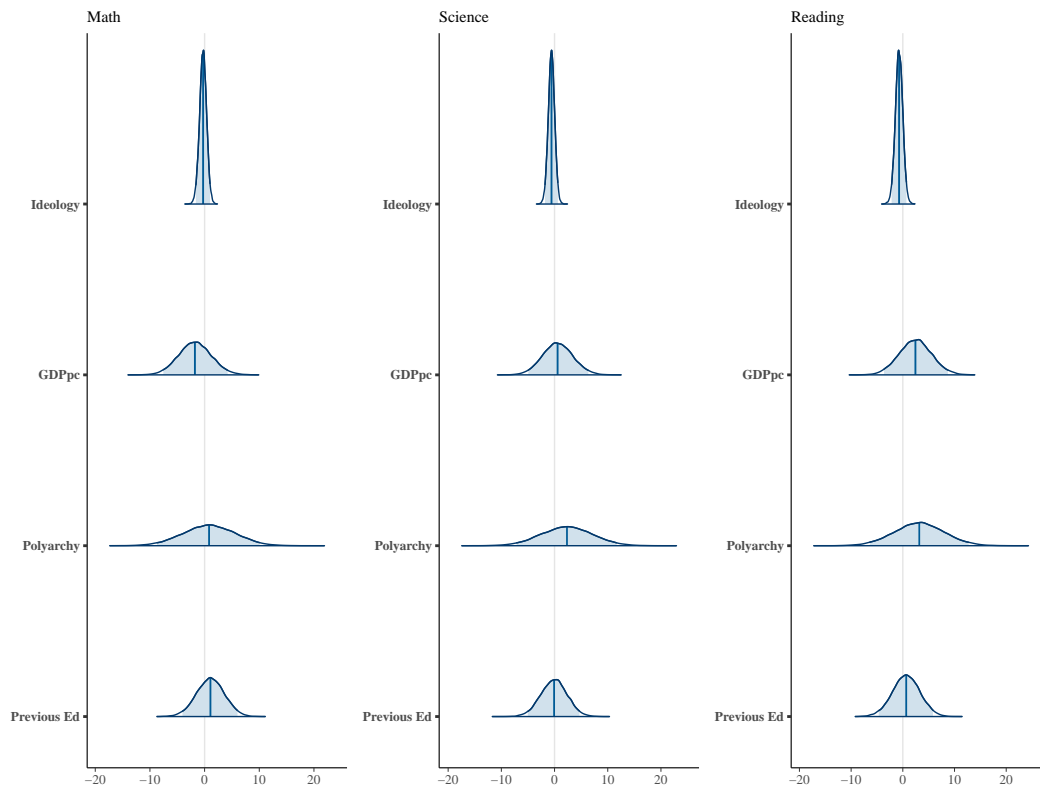 Math
Ideology
GDPpc
Polyarchy
Previous Ed
−20 −10 0 10 20
Science
Ideology
GDPpc
Polyarchy
Previous Ed
−20 −10 0 10 20
Reading
Ideology
GDPpc
Polyarchy
Previous Ed
−20 −10 0 10 20